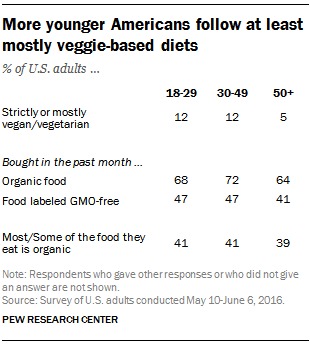 More younger Americans follow at least
mostly veggie-based diets
% of U.S. adults ...
18-29 30-49 50+
Strictly or mostly
vegan/vegetarian 12 12 5
Bought in the past month ...
Organic food 68 72 64
Food labeled GMO-free 47 47 41
Most/Some of the food they
eat is organic 41 41 39
Note: Respondents who gave other responses or who did not give
an answer are not shown.
Source: Survey of U.S. adults conducted May 10-June 6, 2016.
PEW RESEARCH CENTER